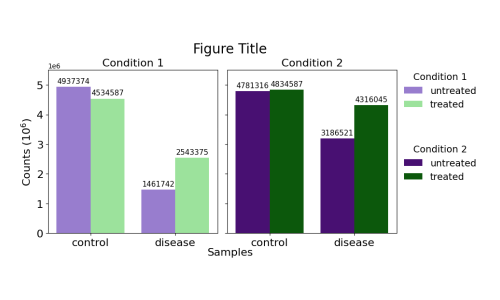 Figure Title
Condition 1
Condition 2
1e6
5
4
3
2
1
0
Counts (10⁶)
4937374
4534587
1461742
2543375
4781316
4834587
3186521
4316045
control
disease
control
disease
Samples
Condition 1
untreated
treated
Condition 2
untreated
treated